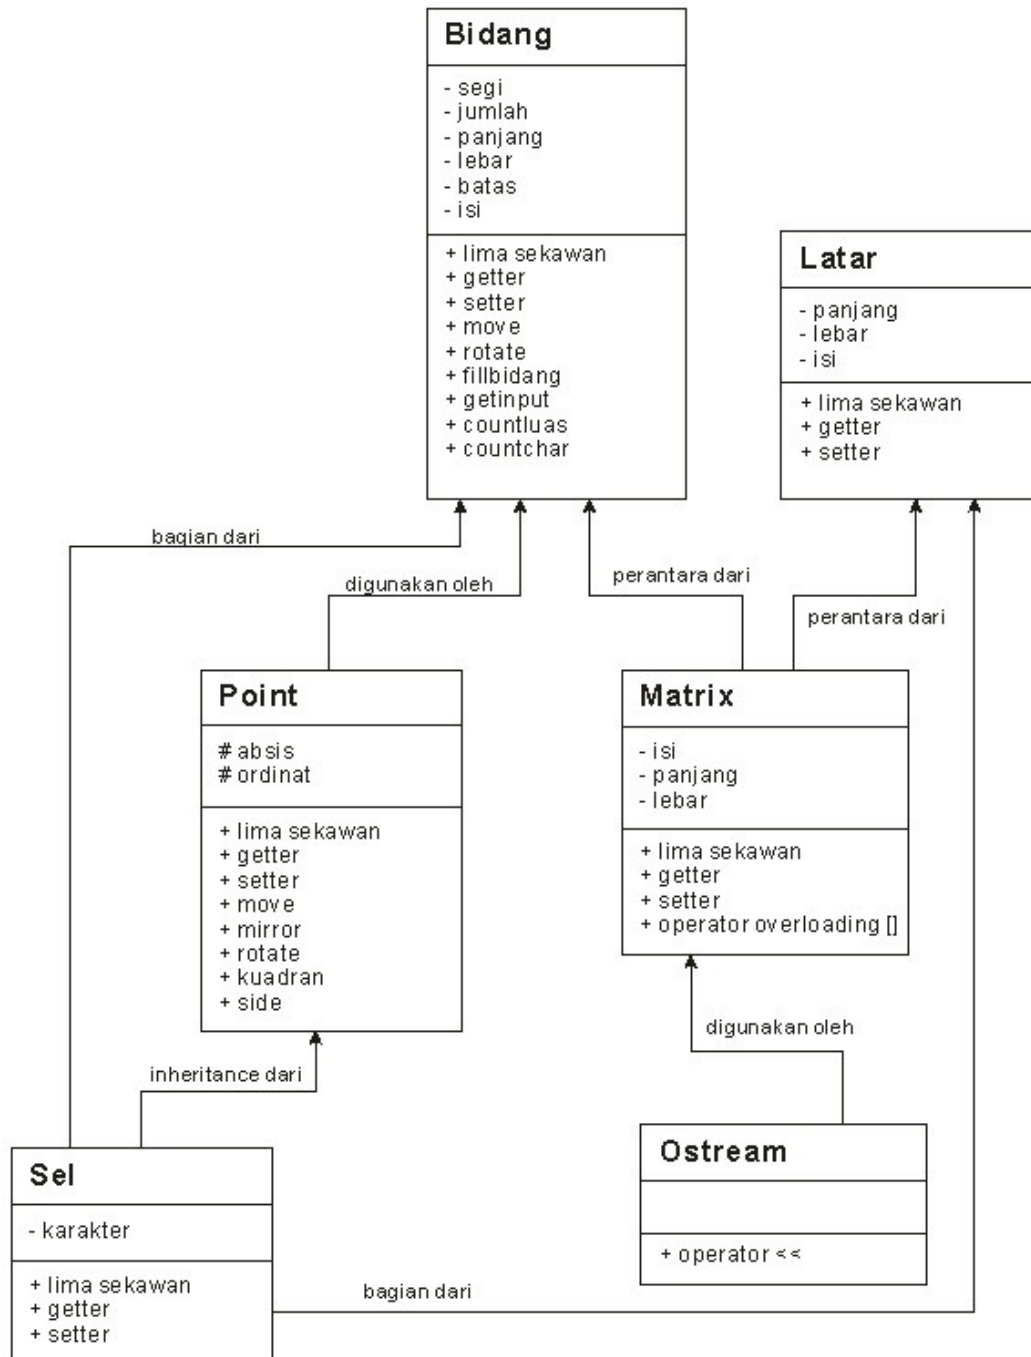 Bidang
- segi
- jumlah
- panjang
- lebar
- batas
- isi
+ lima sekawan
+ getter
+ setter
+ move
+ rotate
+ fillbidang
+ getinput
+ countluas
+ countchar
Latar
- panjang
- lebar
- isi
+ lima sekawan
+ getter
+ setter
bagian dari
digunakan oleh
perantara dari
perantara dari
Point
# absis
# ordinat
+ lima sekawan
+ getter
+ setter
+ move
+ mirror
+ rotate
+ kuadran
+ side
Matrix
- isi
- panjang
- lebar
+ lima sekawan
+ getter
+ setter
+ operator overloading []
digunakan oleh
inheritance dari
Sel
- karakter
+ lima sekawan
+ getter
+ setter
Ostream
+ operator <<
bagian dari